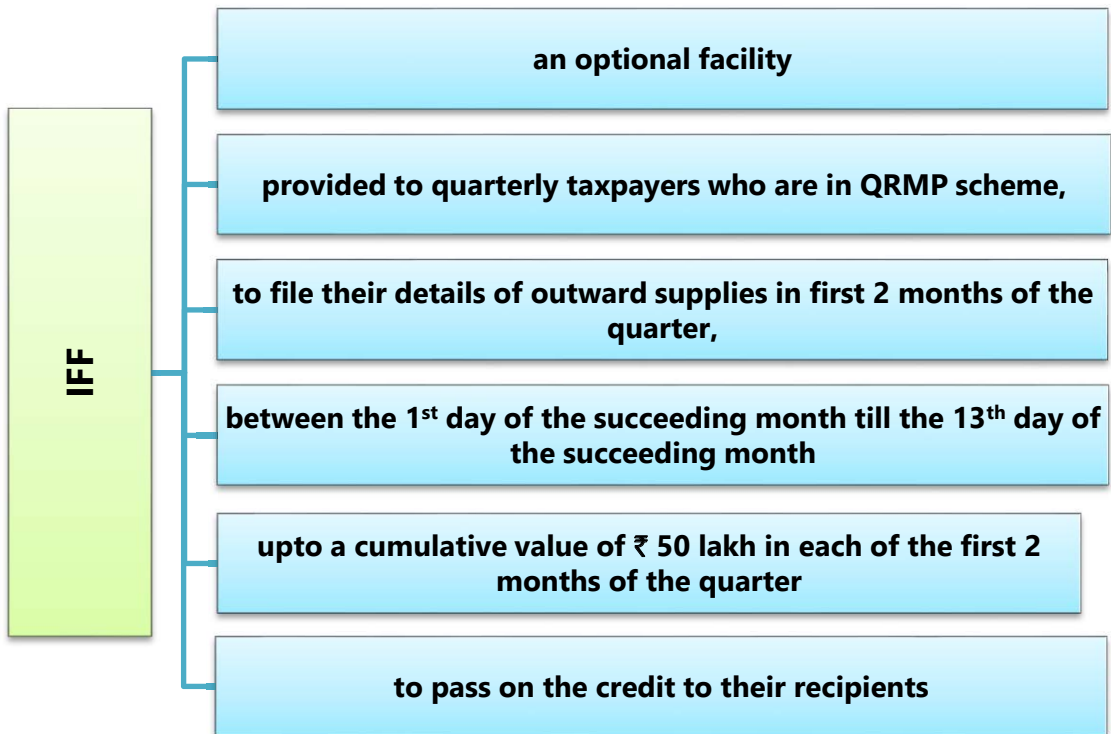 IFF
an optional facility
provided to quarterly taxpayers who are in QRMP scheme,
to file their details of outward supplies in first 2 months of the
quarter,
between the 1st day of the succeeding month till the 13th day of
the succeeding month
upto a cumulative value of ₹ 50 lakh in each of the first 2
months of the quarter
to pass on the credit to their recipients